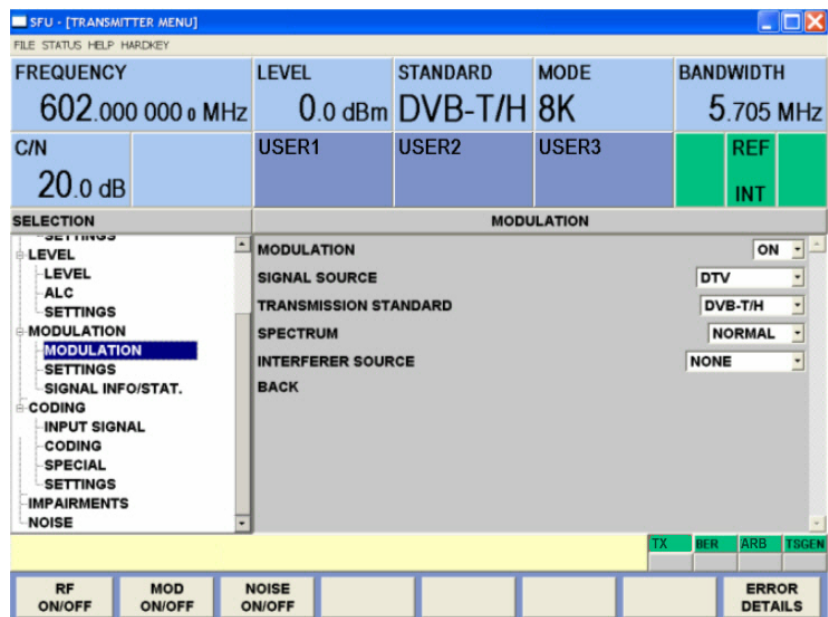 SFU - [TRANSMITTER MENU]
FILE STATUS HELP HARDKEY
FREQUENCY LEVEL STANDARD MODE BANDWIDTH
602.000 000 0 MHz 0.0 dBm DVB-T/H 8K 5.705 MHz
C/N USER1 USER2 USER3 REF
20.0 dB INT
SELECTION MODULATION
SETTINGS
LEVEL
LEVEL
ALC
SETTINGS
MODULATION
MODULATION
SETTINGS
SIGNAL INFO/STAT.
CODING
INPUT SIGNAL
CODING
SPECIAL
SETTINGS
IMPAIRMENTS
NOISE
MODULATION ON
SIGNAL SOURCE DTV
TRANSMISSION STANDARD DVB-T/H
SPECTRUM NORMAL
INTERFERER SOURCE NONE
BACK
TX BER ARB TSGEN
RF ON/OFF MOD ON/OFF NOISE ON/OFF ERROR DETAILS